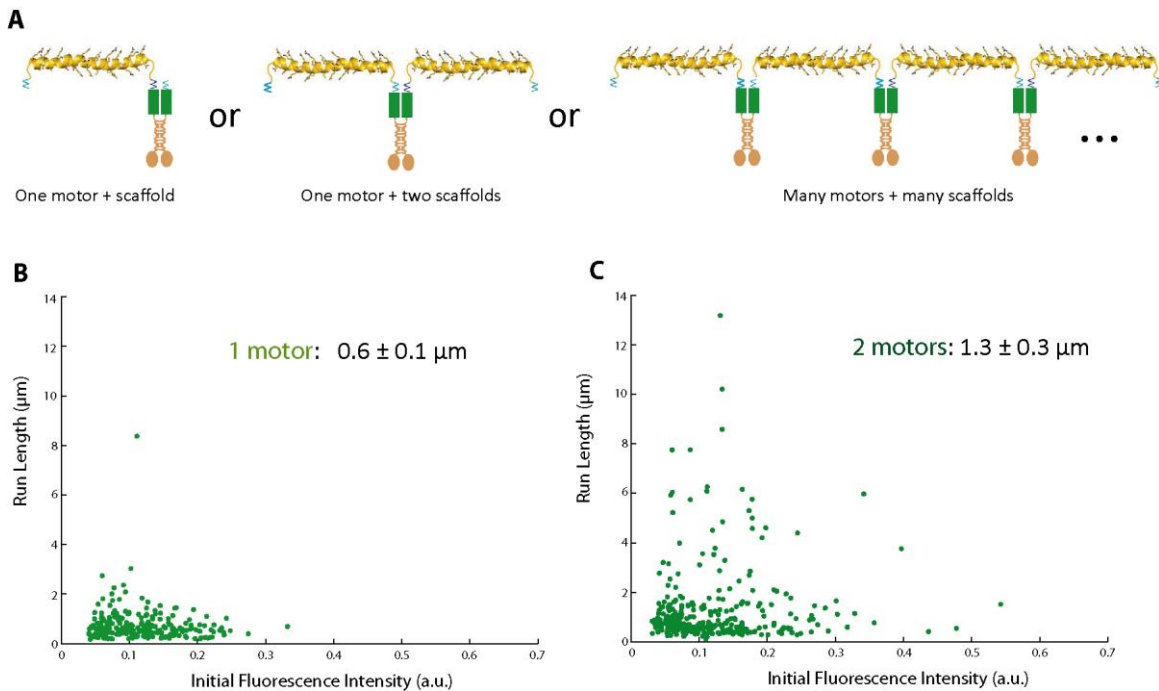 A
or
or
One motor + scaffold
One motor + two scaffolds
Many motors + many scaffolds
B
Run Length (μm)
14
12
10
8
6
4
2
0
1 motor: 0.6 ± 0.1 μm
0
0.1
0.2
0.3
0.4
0.5
0.6
0.7
Initial Fluorescence Intensity (a.u.)
C
Run Length (μm)
14
12
10
8
6
4
2
0
2 motors: 1.3 ± 0.3 μm
0
0.1
0.2
0.3
0.4
0.5
0.6
0.7
Initial Fluorescence Intensity (a.u.)